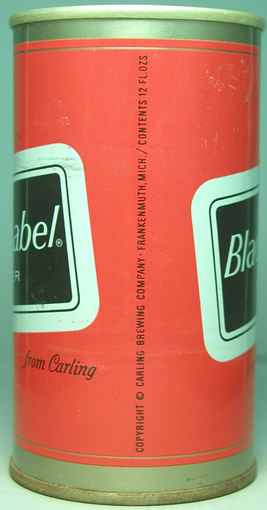 abel®
ER
from Carling
COPYRIGHT © CARLING BREWING COMPANY · FRANKENMUTH, MICH. / CONTENTS 12 FL. OZS.
Bla